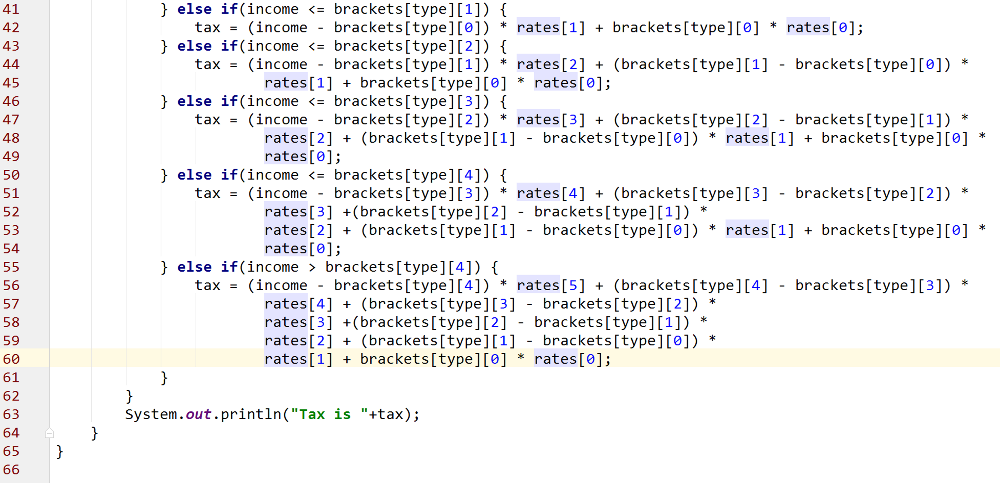 41 } else if(income <= brackets[type][1]) {
42 tax = (income - brackets[type][0]) * rates[1] + brackets[type][0] * rates[0];
43 } else if(income <= brackets[type][2]) {
44 tax = (income - brackets[type][1]) * rates[2] + (brackets[type][1] - brackets[type][0]) *
45 rates[1] + brackets[type][0] * rates[0];
46 } else if(income <= brackets[type][3]) {
47 tax = (income - brackets[type][2]) * rates[3] + (brackets[type][2] - brackets[type][1]) *
48 rates[2] + (brackets[type][1] - brackets[type][0]) * rates[1] + brackets[type][0] *
49 rates[0];
50 } else if(income <= brackets[type][4]) {
51 tax = (income - brackets[type][3]) * rates[4] + (brackets[type][3] - brackets[type][2]) *
52 rates[3] +(brackets[type][2] - brackets[type][1]) *
53 rates[2] + (brackets[type][1] - brackets[type][0]) * rates[1] + brackets[type][0] *
54 rates[0];
55 } else if(income > brackets[type][4]) {
56 tax = (income - brackets[type][4]) * rates[5] + (brackets[type][4] - brackets[type][3]) *
57 rates[4] + (brackets[type][3] - brackets[type][2]) *
58 rates[3] +(brackets[type][2] - brackets[type][1]) *
59 rates[2] + (brackets[type][1] - brackets[type][0]) *
60 rates[1] + brackets[type][0] * rates[0];
61 }
62 }
63 System.out.println("Tax is "+tax);
64 }
65 }
66